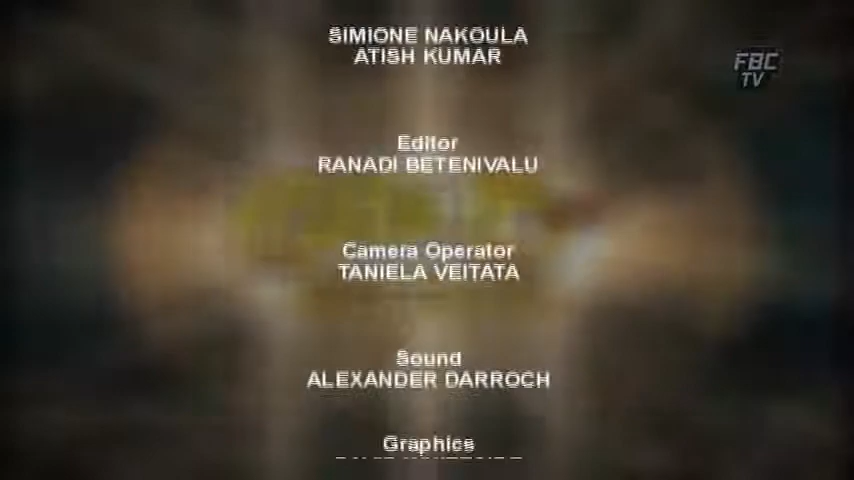 SIMIONE NAKOULA
ATISH KUMAR
FBC
TV
Editor
RANADI BETENIVALU
Camera Operator
TANIELA VEITATA
Sound
ALEXANDER DARROCH
Graphics